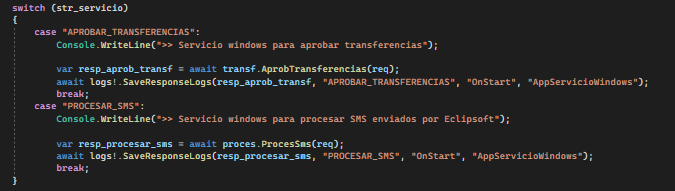 switch (str_servicio)
{
    case "APROBAR_TRANSFERENCIAS":
        Console.WriteLine(">> Servicio windows para aprobar transferencias");

        var resp_aprob_transf = await transf.AprobTransferencias(req);
        await logs!.SaveResponseLogs(resp_aprob_transf, "APROBAR_TRANSFERENCIAS", "OnStart", "AppServicioWindows");
        break;
    case "PROCESAR_SMS":
        Console.WriteLine(">> Servicio windows para procesar SMS enviados por Eclipsoft");

        var resp_procesar_sms = await proces.ProcesSms(req);
        await logs!.SaveResponseLogs(resp_procesar_sms, "PROCESAR_SMS", "OnStart", "AppServicioWindows");
        break;
}